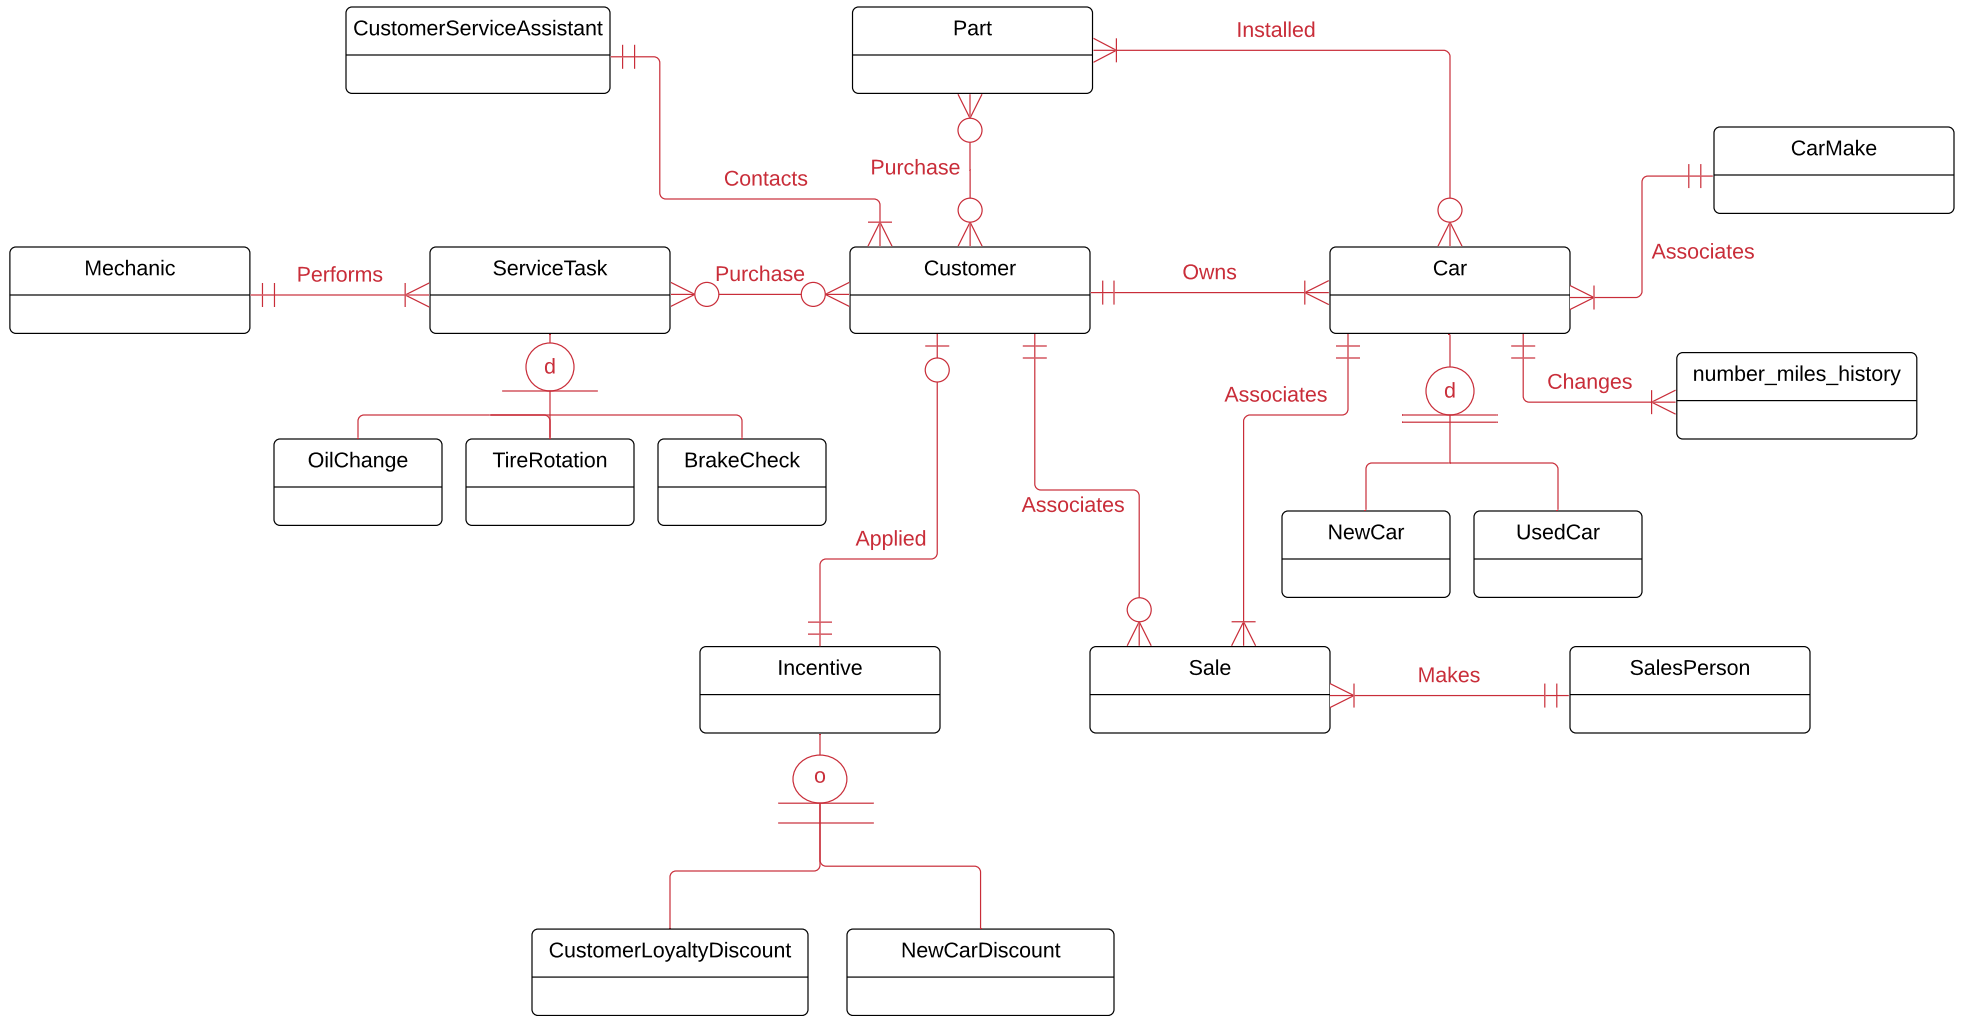 CustomerServiceAssistant
Part
Installed
CarMake
Contacts
Purchase
Associates
Mechanic
Performs
ServiceTask
Purchase
Customer
Owns
Car
d
d
Associates
Changes
number_miles_history
OilChange
TireRotation
BrakeCheck
Associates
NewCar
UsedCar
Applied
Incentive
Sale
Makes
SalesPerson
o
CustomerLoyaltyDiscount
NewCarDiscount